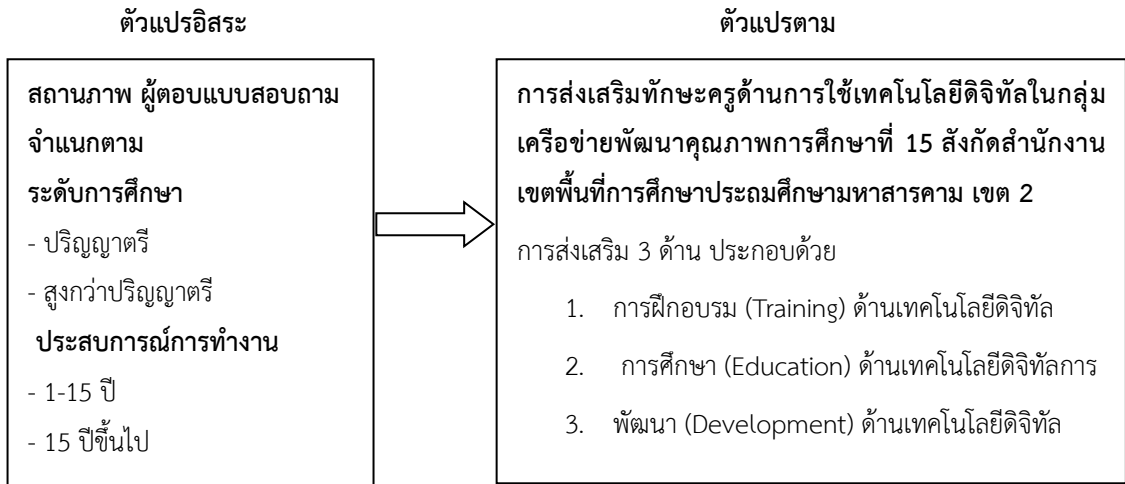 ตัวแปรอิสระ
ตัวแปรตาม
สถานภาพ ผู้ตอบแบบสอบถาม
จำแนกตาม
ระดับการศึกษา
- ปริญญาตรี
- สูงกว่าปริญญาตรี
ประสบการณ์การทำงาน
- 1-15 ปี
- 15 ปีขึ้นไป
การส่งเสริมทักษะครูด้านการใช้เทคโนโลยีดิจิทัลในกลุ่ม
เครือข่ายพัฒนาคุณภาพการศึกษาที่ 15 สังกัดสำนักงาน
เขตพื้นที่การศึกษาประถมศึกษามหาสารคาม เขต 2
การส่งเสริม 3 ด้าน ประกอบด้วย
1. การฝึกอบรม (Training) ด้านเทคโนโลยีดิจิทัล
2. การศึกษา (Education) ด้านเทคโนโลยีดิจิทัลการ
3. พัฒนา (Development) ด้านเทคโนโลยีดิจิทัล